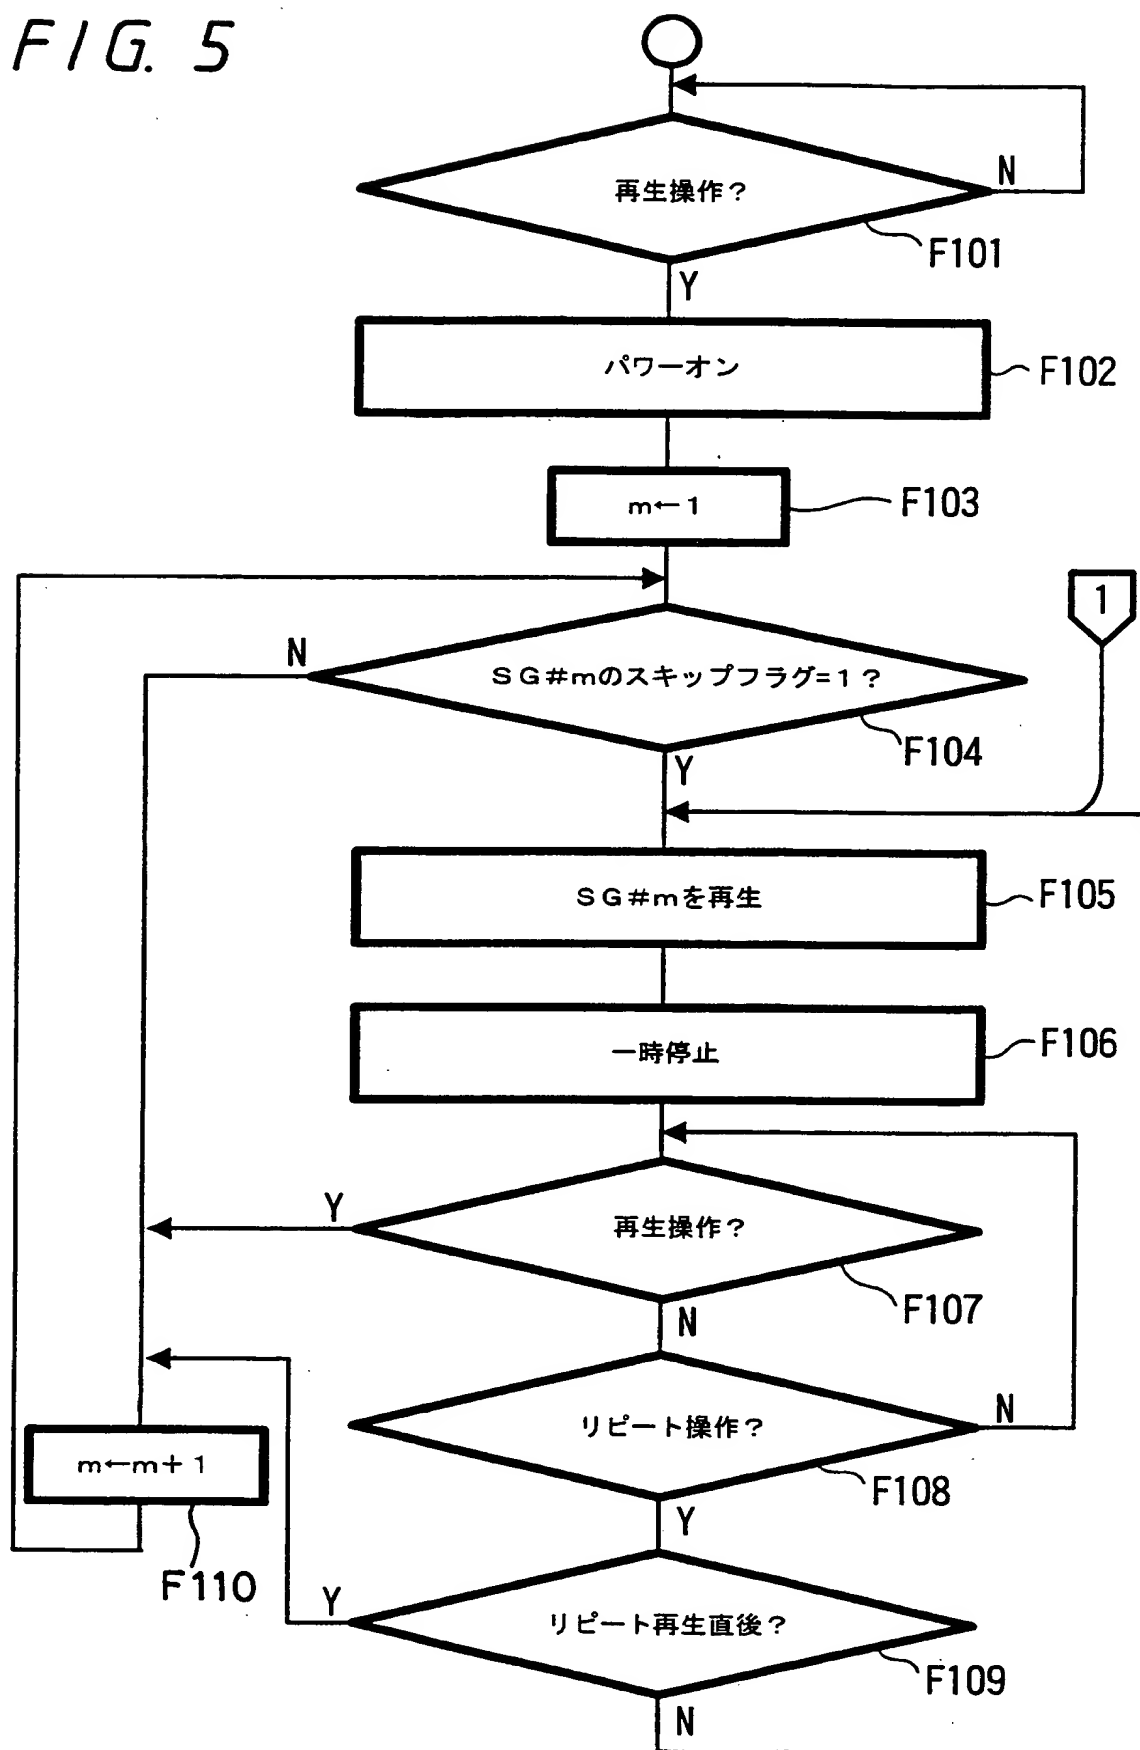 FIG. 5
再生操作?
N
F101
Y
パワーオン
F102
m←1
F103
1
N
SG#mのスキップフラグ=1?
F104
Y
SG#mを再生
F105
一時停止
F106
Y
再生操作?
F107
N
リピート操作?
N
F108
m←m+1
Y
F110
Y
リピート再生直後?
F109
N